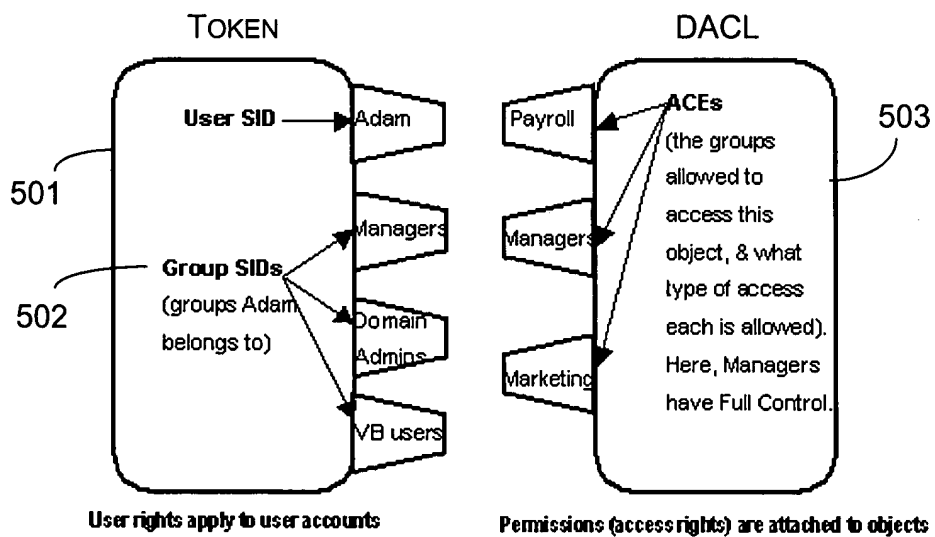 TOKEN
DACL
User SID
Adam
Payroll
ACEs
503
(the groups
allowed to
access this
object, & what
type of access
each is allowed).
Here, Managers
have Full Control.
501
Managers
Managers
Group SIDs
(groups Adam
belongs to)
502
Domain
Admins
Marketing
VB users
User rights apply to user accounts
Permissions (access rights) are attached to objects